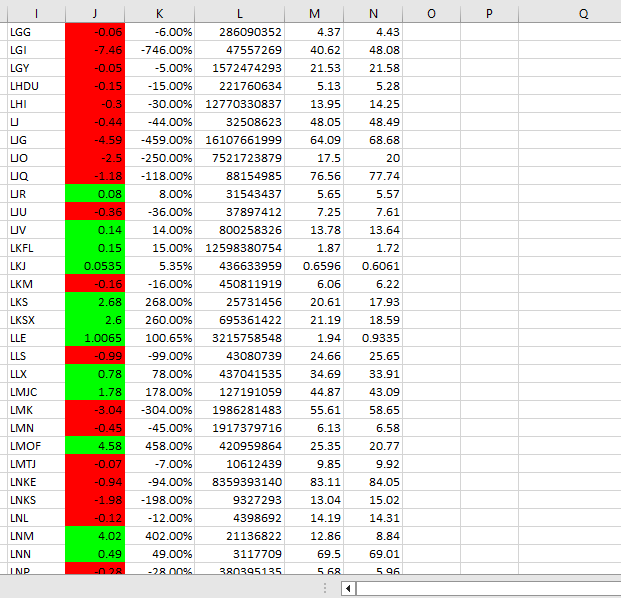 I J K L M N O P Q
LGG -0.06 -6.00% 286090352 4.37 4.43
LGI -7.46 -746.00% 47557269 40.62 48.08
LGY -0.05 -5.00% 1572474293 21.53 21.58
LHDU -0.15 -15.00% 221760634 5.13 5.28
LHI -0.3 -30.00% 12770330837 13.95 14.25
LJ -0.44 -44.00% 32508623 48.05 48.49
LJG -4.59 -459.00% 16107661999 64.09 68.68
LJO -2.5 -250.00% 7521723879 17.5 20
LJQ -1.18 -118.00% 88154985 76.56 77.74
LJR 0.08 8.00% 31543437 5.65 5.57
LJU -0.36 -36.00% 37897412 7.25 7.61
LJV 0.14 14.00% 800258326 13.78 13.64
LKFL 0.15 15.00% 12598380754 1.87 1.72
LKJ 0.0535 5.35% 436633959 0.6596 0.6061
LKM -0.16 -16.00% 450811919 6.06 6.22
LKS 2.68 268.00% 25731456 20.61 17.93
LKSX 2.6 260.00% 695361422 21.19 18.59
LLE 1.0065 100.65% 3215758548 1.94 0.9335
LLS -0.99 -99.00% 43080739 24.66 25.65
LLX 0.78 78.00% 437041535 34.69 33.91
LMJC 1.78 178.00% 127191059 44.87 43.09
LMK -3.04 -304.00% 1986281483 55.61 58.65
LMN -0.45 -45.00% 1917379716 6.13 6.58
LMOF 4.58 458.00% 420959864 25.35 20.77
LMTJ -0.07 -7.00% 10612439 9.85 9.92
LNKE -0.94 -94.00% 8359393140 83.11 84.05
LNKS -1.98 -198.00% 9327293 13.04 15.02
LNL -0.12 -12.00% 4398692 14.19 14.31
LNM 4.02 402.00% 21136822 12.86 8.84
LNN 0.49 49.00% 3117709 69.5 69.01
LNP -0.28 -28.00% 380395135 5.68 5.96